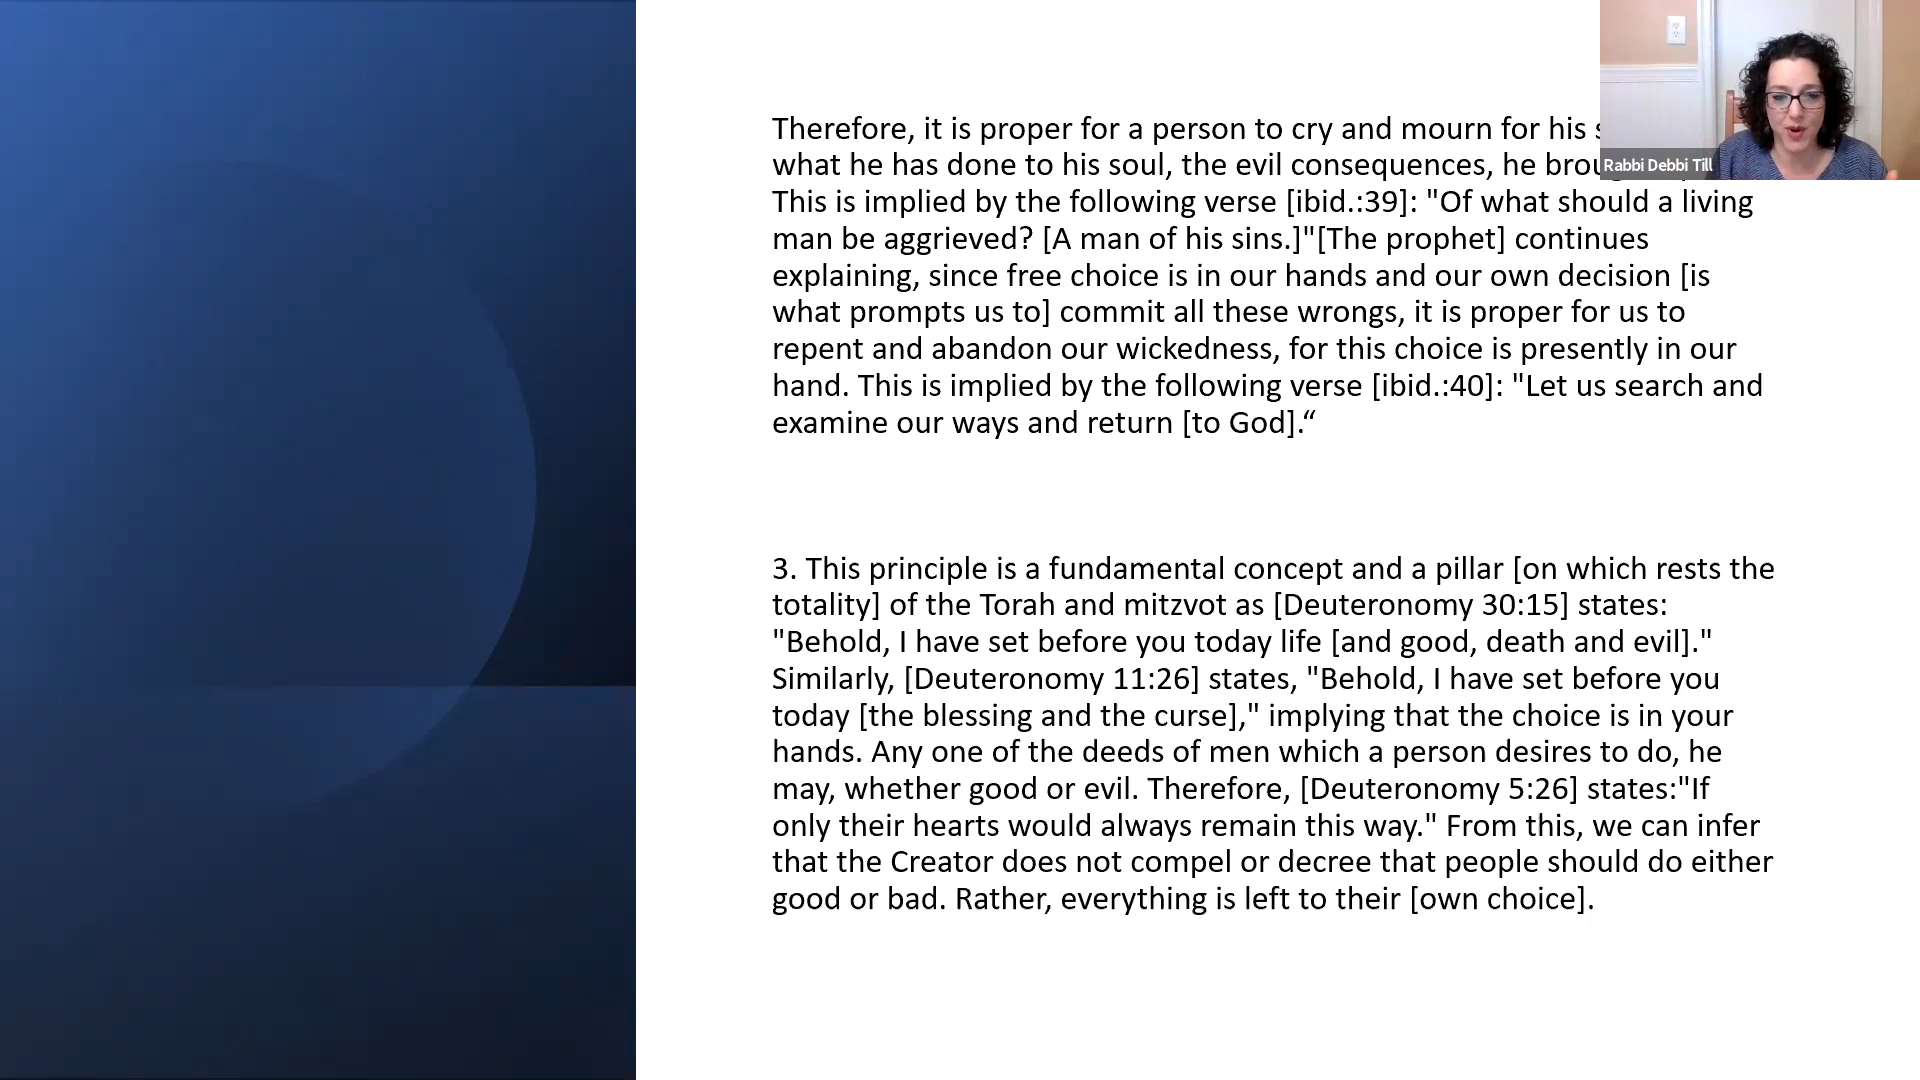 Therefore, it is proper for a person to cry and mourn for his
what he has done to his soul, the evil consequences, he
This is implied by the following verse [ibid.:39]: "Of what should a living
man be aggrieved? [A man of his sins.]"[The prophet] continues
explaining, since free choice is in our hands and our own decision [is
what prompts us to] commit all these wrongs, it is proper for us to
repent and abandon our wickedness, for this choice is presently in our
hand. This is implied by the following verse [ibid.:40]: "Let us search and
examine our ways and return [to God].“
3. This principle is a fundamental concept and a pillar [on which rests the
totality] of the Torah and mitzvot as [Deuteronomy 30:15] states:
"Behold, I have set before you today life [and good, death and evil]."
Similarly, [Deuteronomy 11:26] states, "Behold, I have set before you
today [the blessing and the curse]," implying that the choice is in your
hands. Any one of the deeds of men which a person desires to do, he
may, whether good or evil. Therefore, [Deuteronomy 5:26] states:"If
only their hearts would always remain this way." From this, we can infer
that the Creator does not compel or decree that people should do either
good or bad. Rather, everything is left to their [own choice].
Rabbi Debbi Till